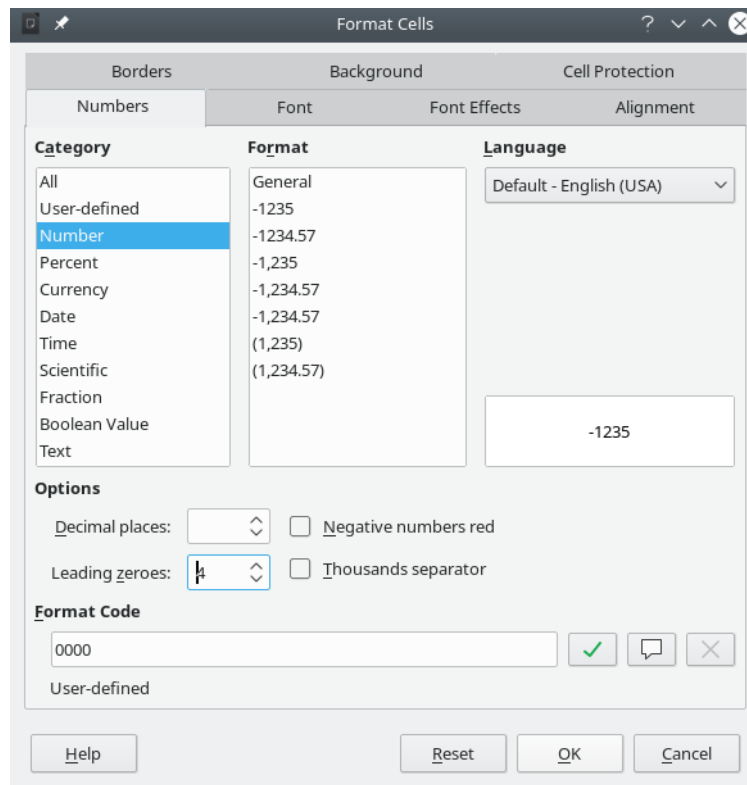 Format Cells
Borders Background Cell Protection
Numbers Font Font Effects Alignment
Category
All
User-defined
Number
Percent
Currency
Date
Time
Scientific
Fraction
Boolean Value
Text
Format
General
-1235
-1234.57
-1,235
-1,234.57
-1,234.57
(1,235)
(1,234.57)
Language
Default - English (USA)
-1235
Options
Decimal places: Negative numbers red
Leading zeroes: 4 Thousands separator
Format Code
0000
User-defined
Help Reset OK Cancel